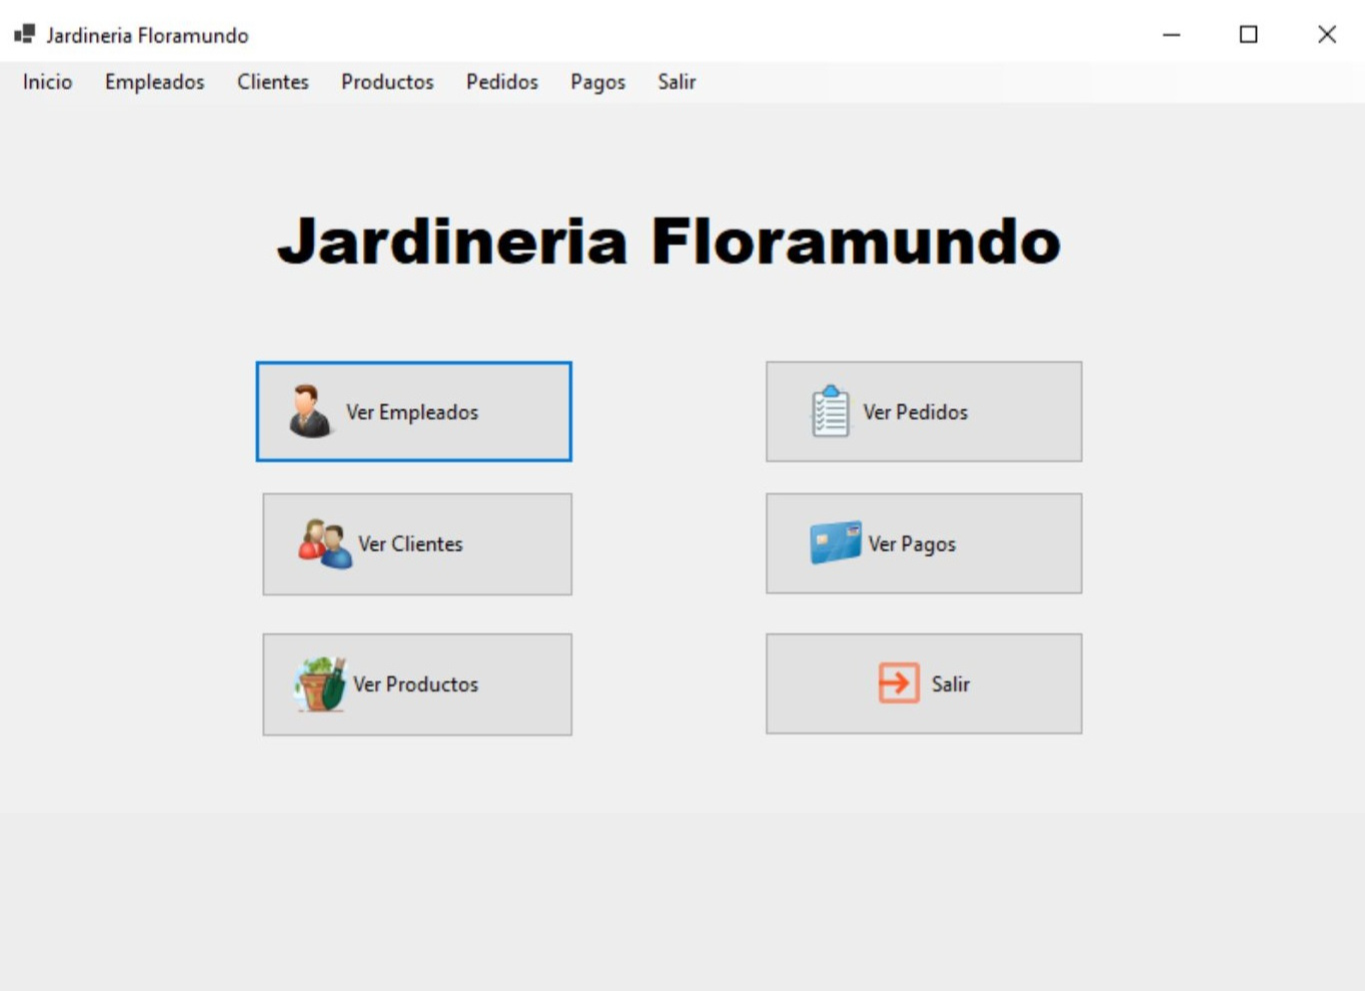 Jardineria Floramundo
Inicio Empleados Clientes Productos Pedidos Pagos Salir
Jardineria Floramundo
Ver Empleados
Ver Pedidos
Ver Clientes
Ver Pagos
Ver Productos
Salir